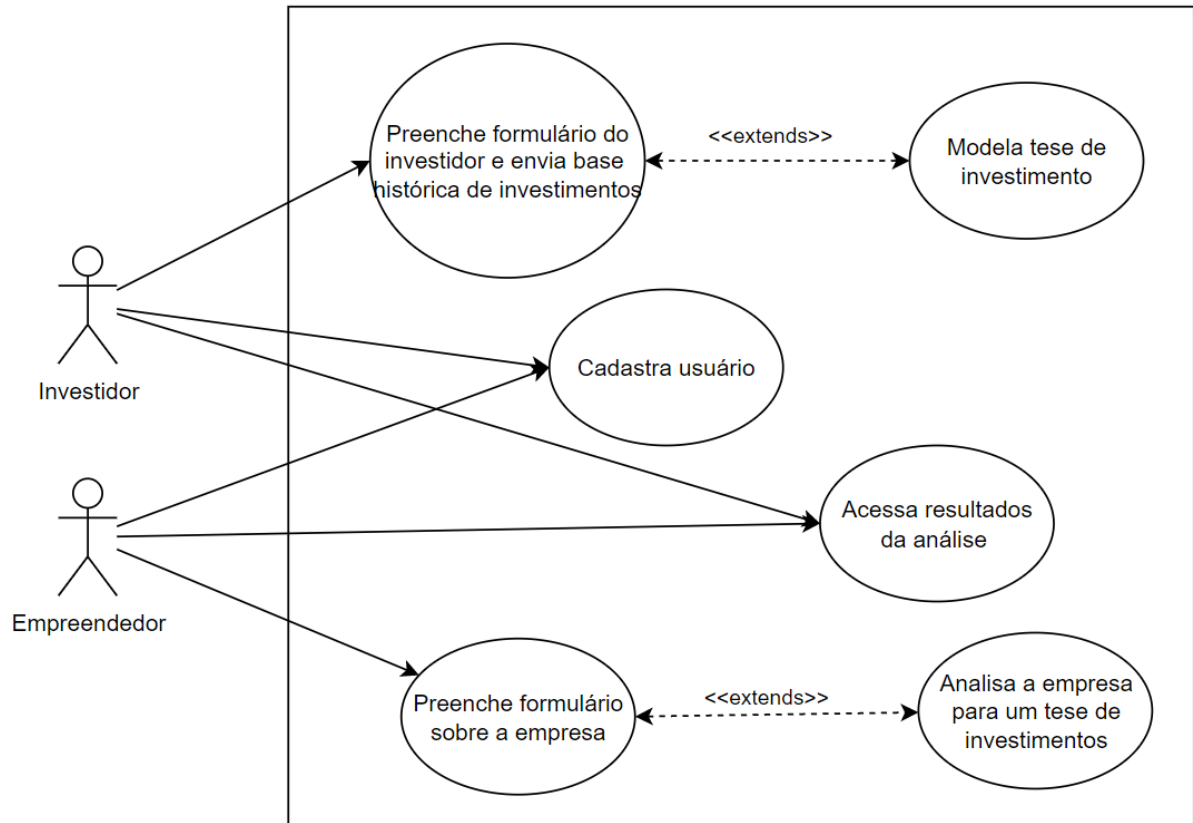 Preenche formulário do
investidor e envia base
histórica de investimentos
<<extends>>
Modela tese de
investimento
Investidor
Cadastra usuário
Acessa resultados
da análise
Empreendedor
Preenche formulário
sobre a empresa
<<extends>>
Analisa a empresa
para um tese de
investimentos